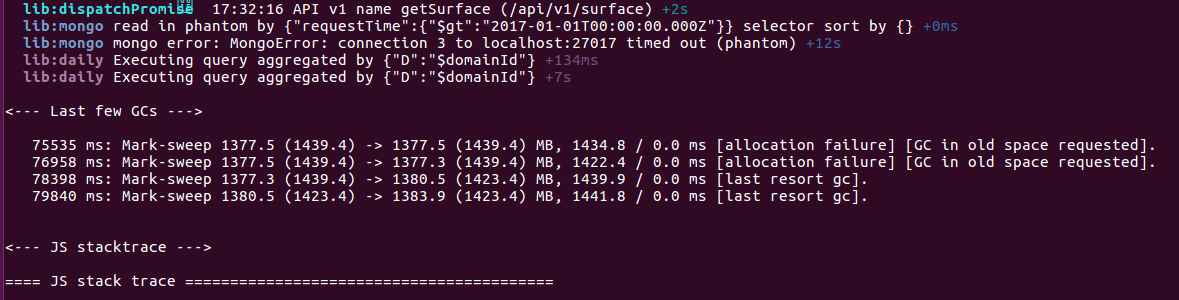 lib:dispatchPromise 17:32:16 API v1 name getSurface (/api/v1/surface) +2s
lib:mongo read in phantom by {"requestTime":{"$gt":"2017-01-01T00:00:00.000Z"}} selector sort by {} +0ms
lib:mongo mongo error: MongoError: connection 3 to localhost:27017 timed out (phantom) +12s
lib:daily Executing query aggregated by {"D":"$domainId"} +134ms
lib:daily Executing query aggregated by {"D":"$domainId"} +7s
<--- Last few GCs --->
75535 ms: Mark-sweep 1377.5 (1439.4) -> 1377.5 (1439.4) MB, 1434.8 / 0.0 ms [allocation failure] [GC in old space requested].
76958 ms: Mark-sweep 1377.5 (1439.4) -> 1377.3 (1423.4) MB, 1422.4 / 0.0 ms [allocation failure] [GC in old space requested].
78398 ms: Mark-sweep 1377.3 (1439.4) -> 1380.5 (1423.4) MB, 1439.9 / 0.0 ms [last resort gc].
79840 ms: Mark-sweep 1380.5 (1423.4) -> 1383.9 (1423.4) MB, 1441.8 / 0.0 ms [last resort gc].
<--- JS stacktrace --->
==== JS stack trace =========================================